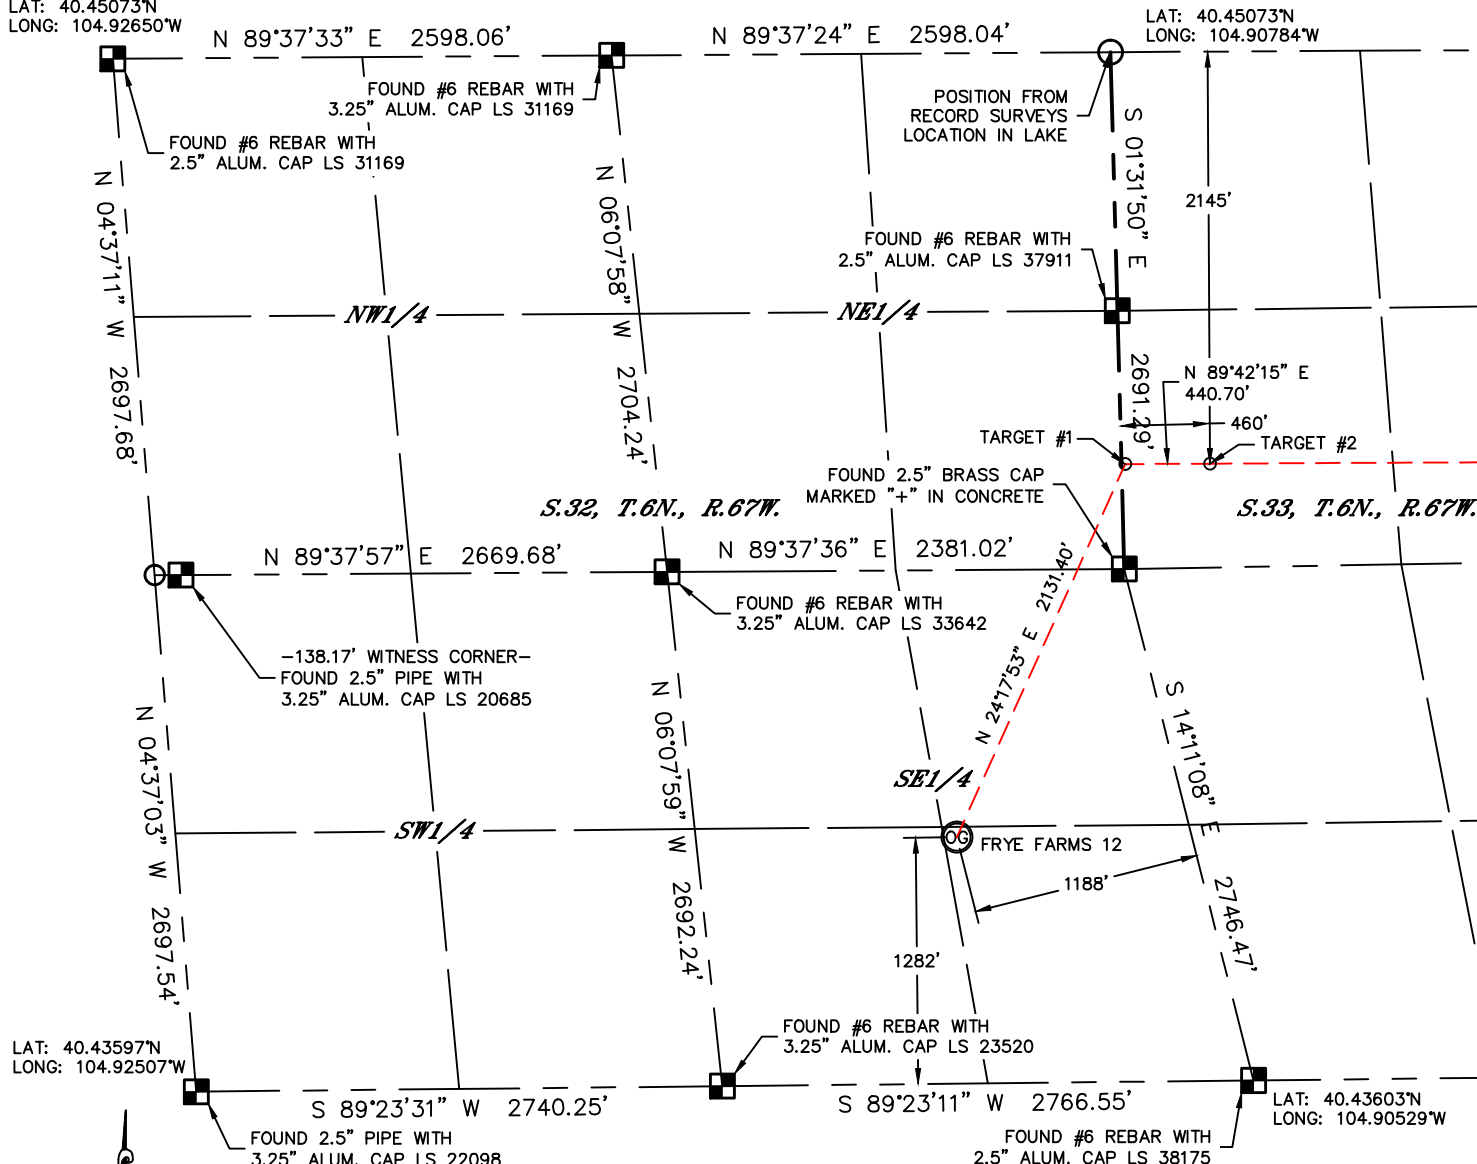 LAT: 40.45073°N
LONG: 104.92650°W
N 89°37'33" E 2598.06'
N 89°37'24" E 2598.04'
LAT: 40.45073°N
LONG: 104.90784°W
FOUND #6 REBAR WITH
3.25" ALUM. CAP LS 31169
POSITION FROM
RECORD SURVEYS
LOCATION IN LAKE
FOUND #6 REBAR WITH
2.5" ALUM. CAP LS 31169
N 04°37'11" W 2697.68'
N 06°07'58" W 2704.24'
S 01°31'50" E 2691.29'
2145'
FOUND #6 REBAR WITH
2.5" ALUM. CAP LS 37911
NW1/4
NE1/4
N 89°42'15" E
440.70'
460'
TARGET #1
TARGET #2
FOUND 2.5" BRASS CAP
MARKED "+" IN CONCRETE
S.32, T.6N., R.67W.
S.33, T.6N., R.67W.
N 89°37'57" E 2669.68'
N 89°37'36" E 2381.02'
FOUND #6 REBAR WITH
3.25" ALUM. CAP LS 33642
-138.17' WITNESS CORNER-
FOUND 2.5" PIPE WITH
3.25" ALUM. CAP LS 20685
N 24°17'53" E 2131.40'
N 04°37'03" W 2697.54'
N 06°07'59" W 2692.24'
S 14°11'08" E 2746.47'
SE1/4
SW1/4
OG
FRYE FARMS 12
1188'
1282'
FOUND #6 REBAR WITH
3.25" ALUM. CAP LS 23520
LAT: 40.43597°N
LONG: 104.92507°W
S 89°23'31" W 2740.25'
S 89°23'11" W 2766.55'
LAT: 40.43603°N
LONG: 104.90529°W
FOUND 2.5" PIPE WITH
3.25" ALUM. CAP LS 22098
FOUND #6 REBAR WITH
2.5" ALUM. CAP LS 38175